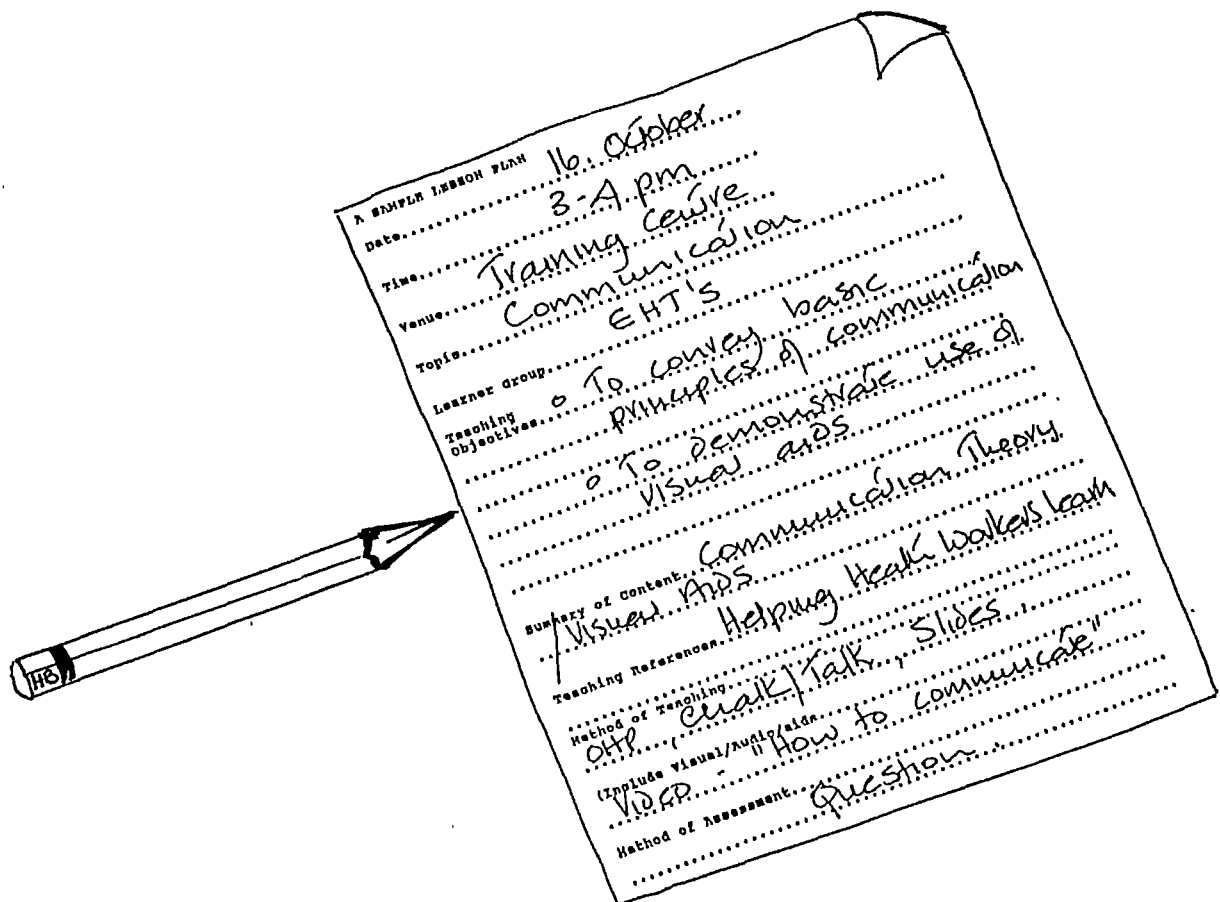 A SAMPLE LESSON PLAN
Date.......... 16. October
Time.......... 3-4 pm
Venue.......... Training Centre
Topic.......... Communication
Learner Group.......... EHT'S
Teaching
Objectives... o To convey basic
principles of communication
o To Demonstrate use of
Visual AIDS
Summary of Content.. Communication Theory.
/ Visual AIDS
Teaching References... Helping Health Workers Learn
Method of Teaching
OHP, Chalk/Talk, Slides.
(Include Visual/Audio/aids
VIDEO - "How to communicate"
Method of Assessment.......... Question.
HB